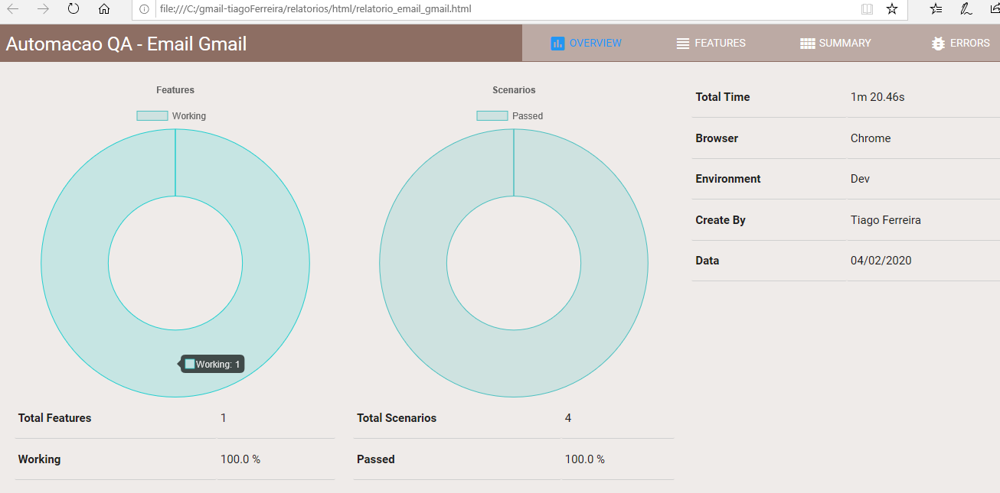 file:///C:/gmail-tiagoFerreira/relatorios/html/relatorio_email_gmail.html
Automacao QA - Email Gmail
OVERVIEW
FEATURES
SUMMARY
ERRORS
Features
Working
Working: 1
Total Features 1
Working 100.0 %
Scenarios
Passed
Total Scenarios 4
Passed 100.0 %
Total Time 1m 20.46s
Browser Chrome
Environment Dev
Create By Tiago Ferreira
Data 04/02/2020